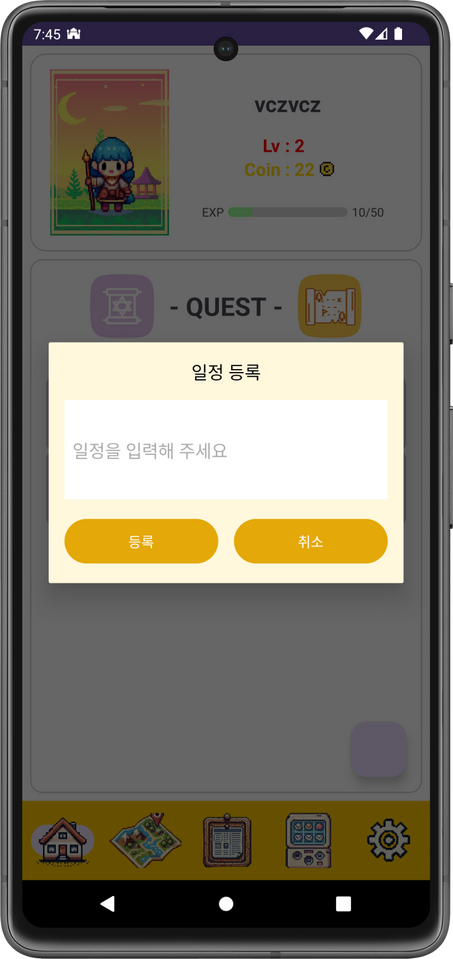 7:45
vczvcz
Lv : 2
Coin : 22
EXP 10/50
- QUEST -
일정 등록
일정을 입력해 주세요
등록 취소